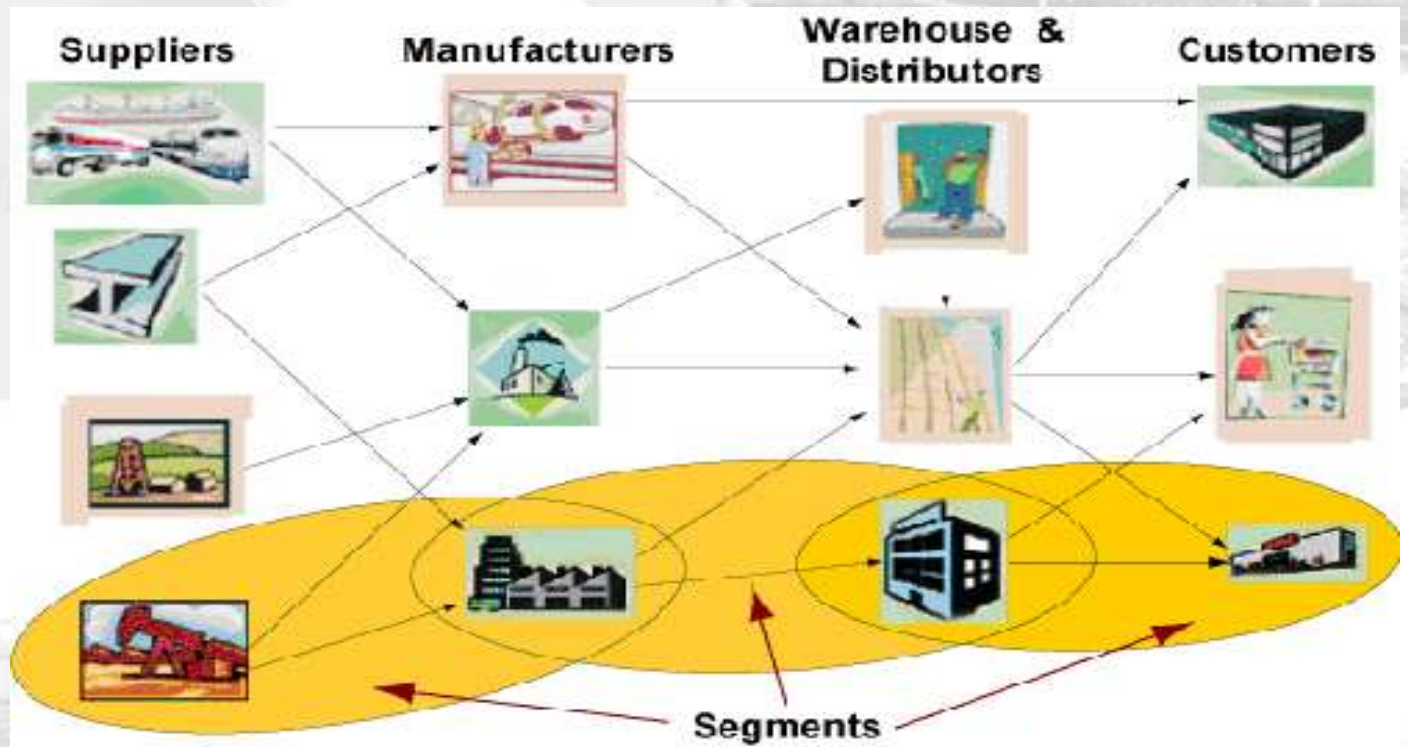 Suppliers
Manufacturers
Warehouse &
Distributors
Customers
Segments